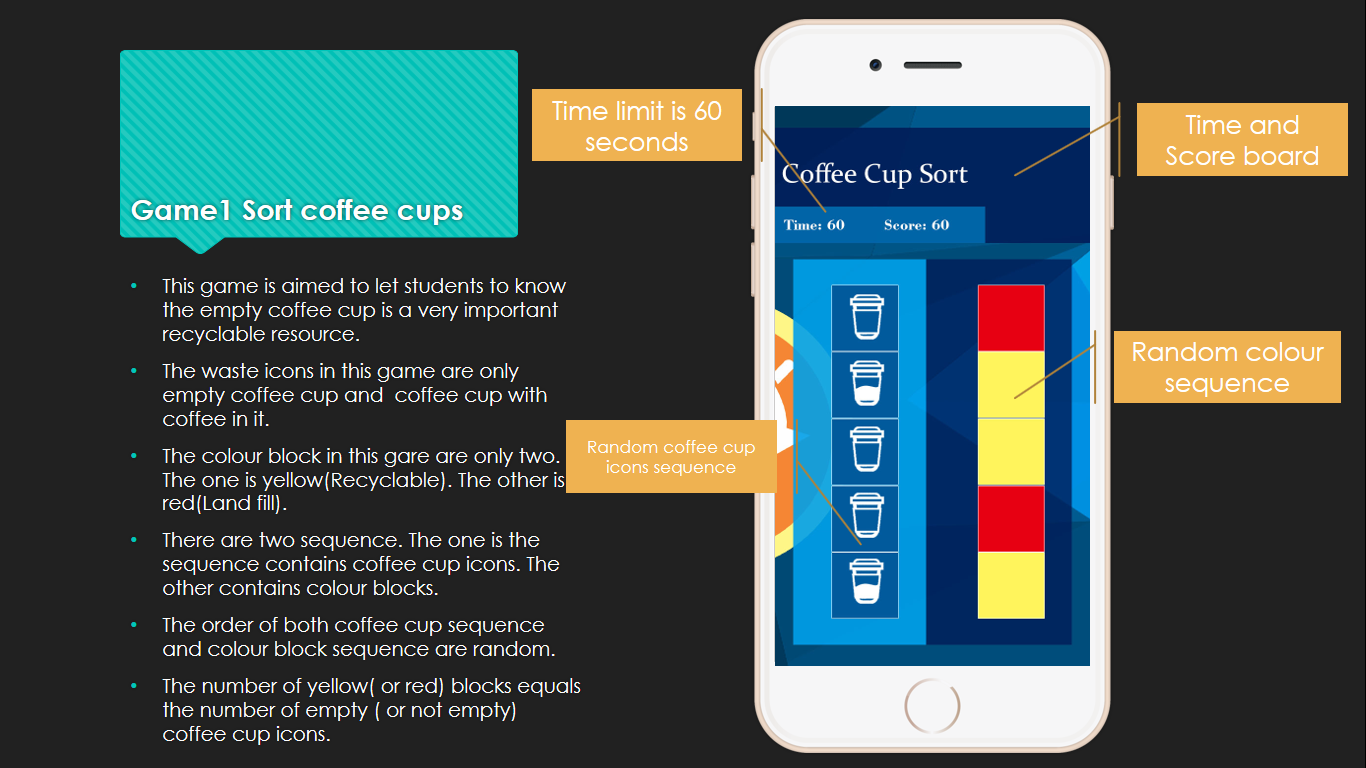 Game1 Sort coffee cups
This game is aimed to let students to know
the empty coffee cup is a very important
recyclable resource.
The waste icons in this game are only
empty coffee cup and  coffee cup with
coffee in it.
The colour block in this gare are only two.
The one is yellow(Recyclable). The other is
red(Land fill).
There are two sequence. The one is the
sequence contains coffee cup icons. The
other contains colour blocks.
The order of both coffee cup sequence
and colour block sequence are random.
The number of yellow( or red) blocks equals
the number of empty ( or not empty)
coffee cup icons.
Time limit is 60
seconds
Random coffee cup
icons sequence
Coffee Cup Sort
Time: 60
Score: 60
Time and
Score board
Random colour
sequence